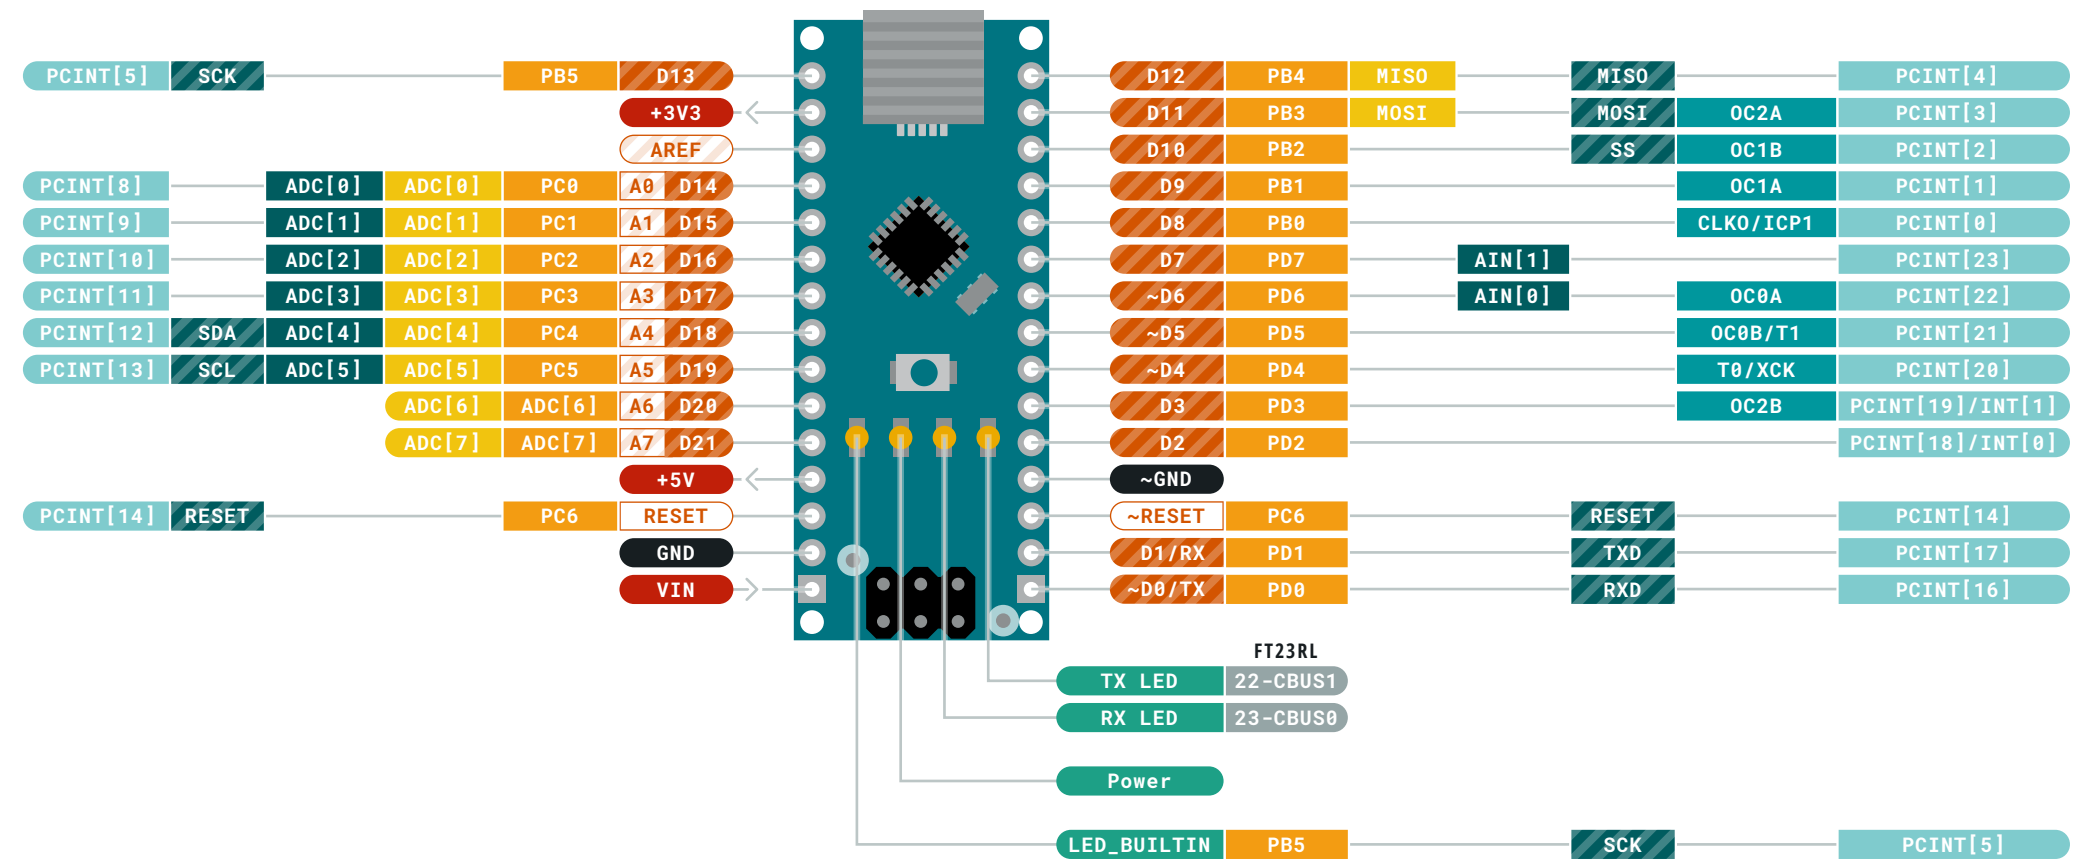 PCINT[5] SCK PB5 D13 D12 PB4 MISO MISO PCINT[4]
+3V3 D11 PB3 MOSI MOSI OC2A PCINT[3]
AREF D10 PB2 SS OC1B PCINT[2]
PCINT[8] ADC[0] ADC[0] PC0 A0 D14 D9 PB1 OC1A PCINT[1]
PCINT[9] ADC[1] ADC[1] PC1 A1 D15 D8 PB0 CLKO/ICP1 PCINT[0]
PCINT[10] ADC[2] ADC[2] PC2 A2 D16 D7 PD7 AIN[1] PCINT[23]
PCINT[11] ADC[3] ADC[3] PC3 A3 D17 ~D6 PD6 AIN[0] OC0A PCINT[22]
PCINT[12] SDA ADC[4] ADC[4] PC4 A4 D18 ~D5 PD5 OC0B/T1 PCINT[21]
PCINT[13] SCL ADC[5] ADC[5] PC5 A5 D19 ~D4 PD4 T0/XCK PCINT[20]
ADC[6] ADC[6] A6 D20 D3 PD3 OC2B PCINT[19]/INT[1]
ADC[7] ADC[7] A7 D21 D2 PD2 PCINT[18]/INT[0]
+5V ~GND
PCINT[14] RESET PC6 RESET ~RESET PC6 RESET PCINT[14]
GND D1/RX PD1 TXD PCINT[17]
VIN ~D0/TX PD0 RXD PCINT[16]
FT23RL
TX LED 22-CBUS1
RX LED 23-CBUS0
Power
LED_BUILTIN PB5 SCK PCINT[5]